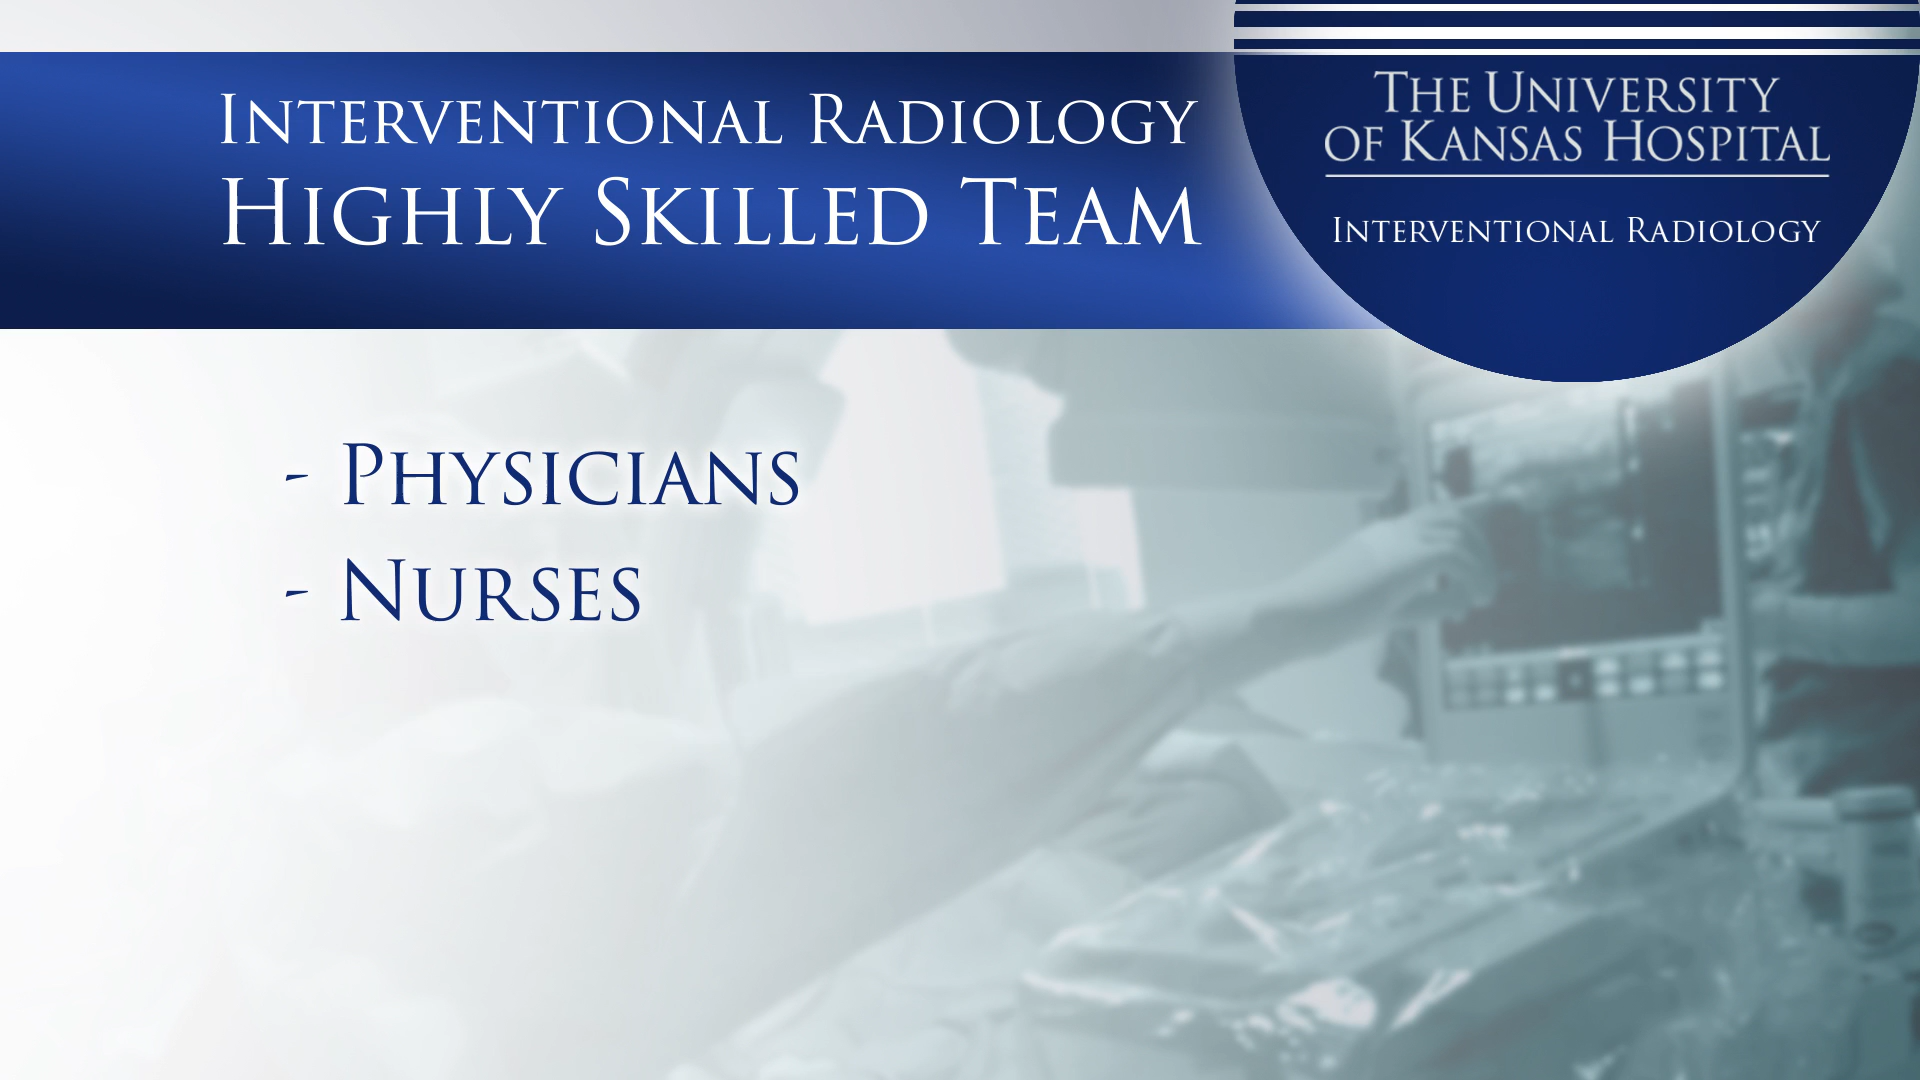 Interventional Radiology
Highly Skilled Team
The University
of Kansas Hospital
Interventional Radiology
- Physicians
- Nurses